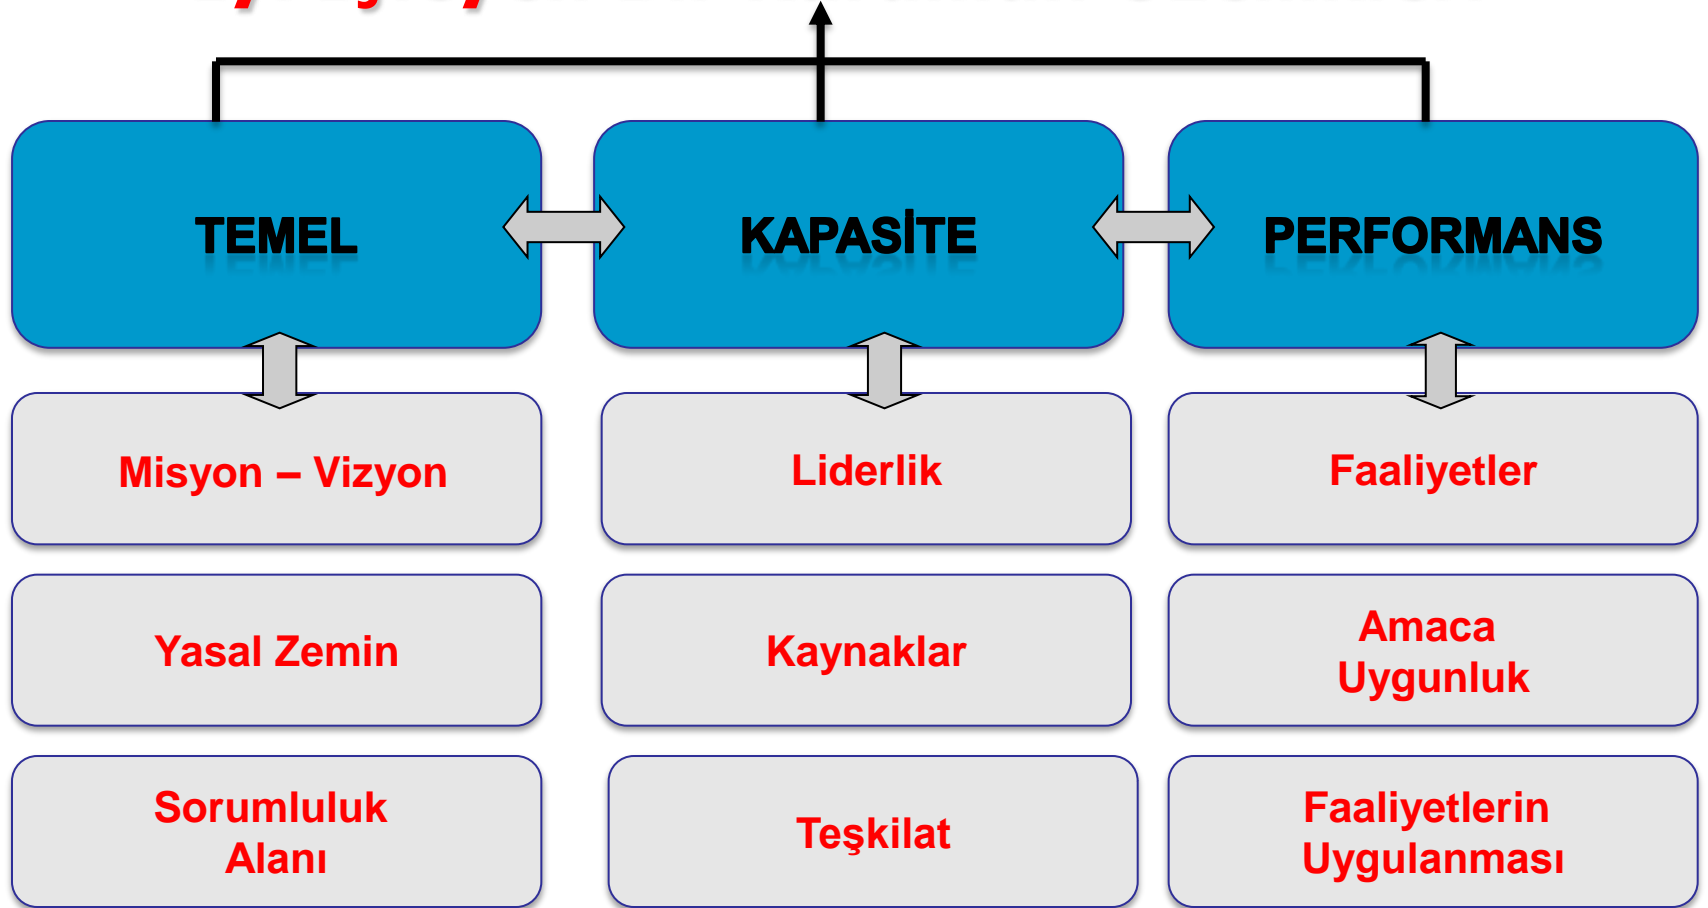 TEMEL
KAPASİTE
PERFORMANS
Misyon – Vizyon
Liderlik
Faaliyetler
Yasal Zemin
Kaynaklar
Amaca
Uygunluk
Sorumluluk
Alanı
Teşkilat
Faaliyetlerin
Uygulanması